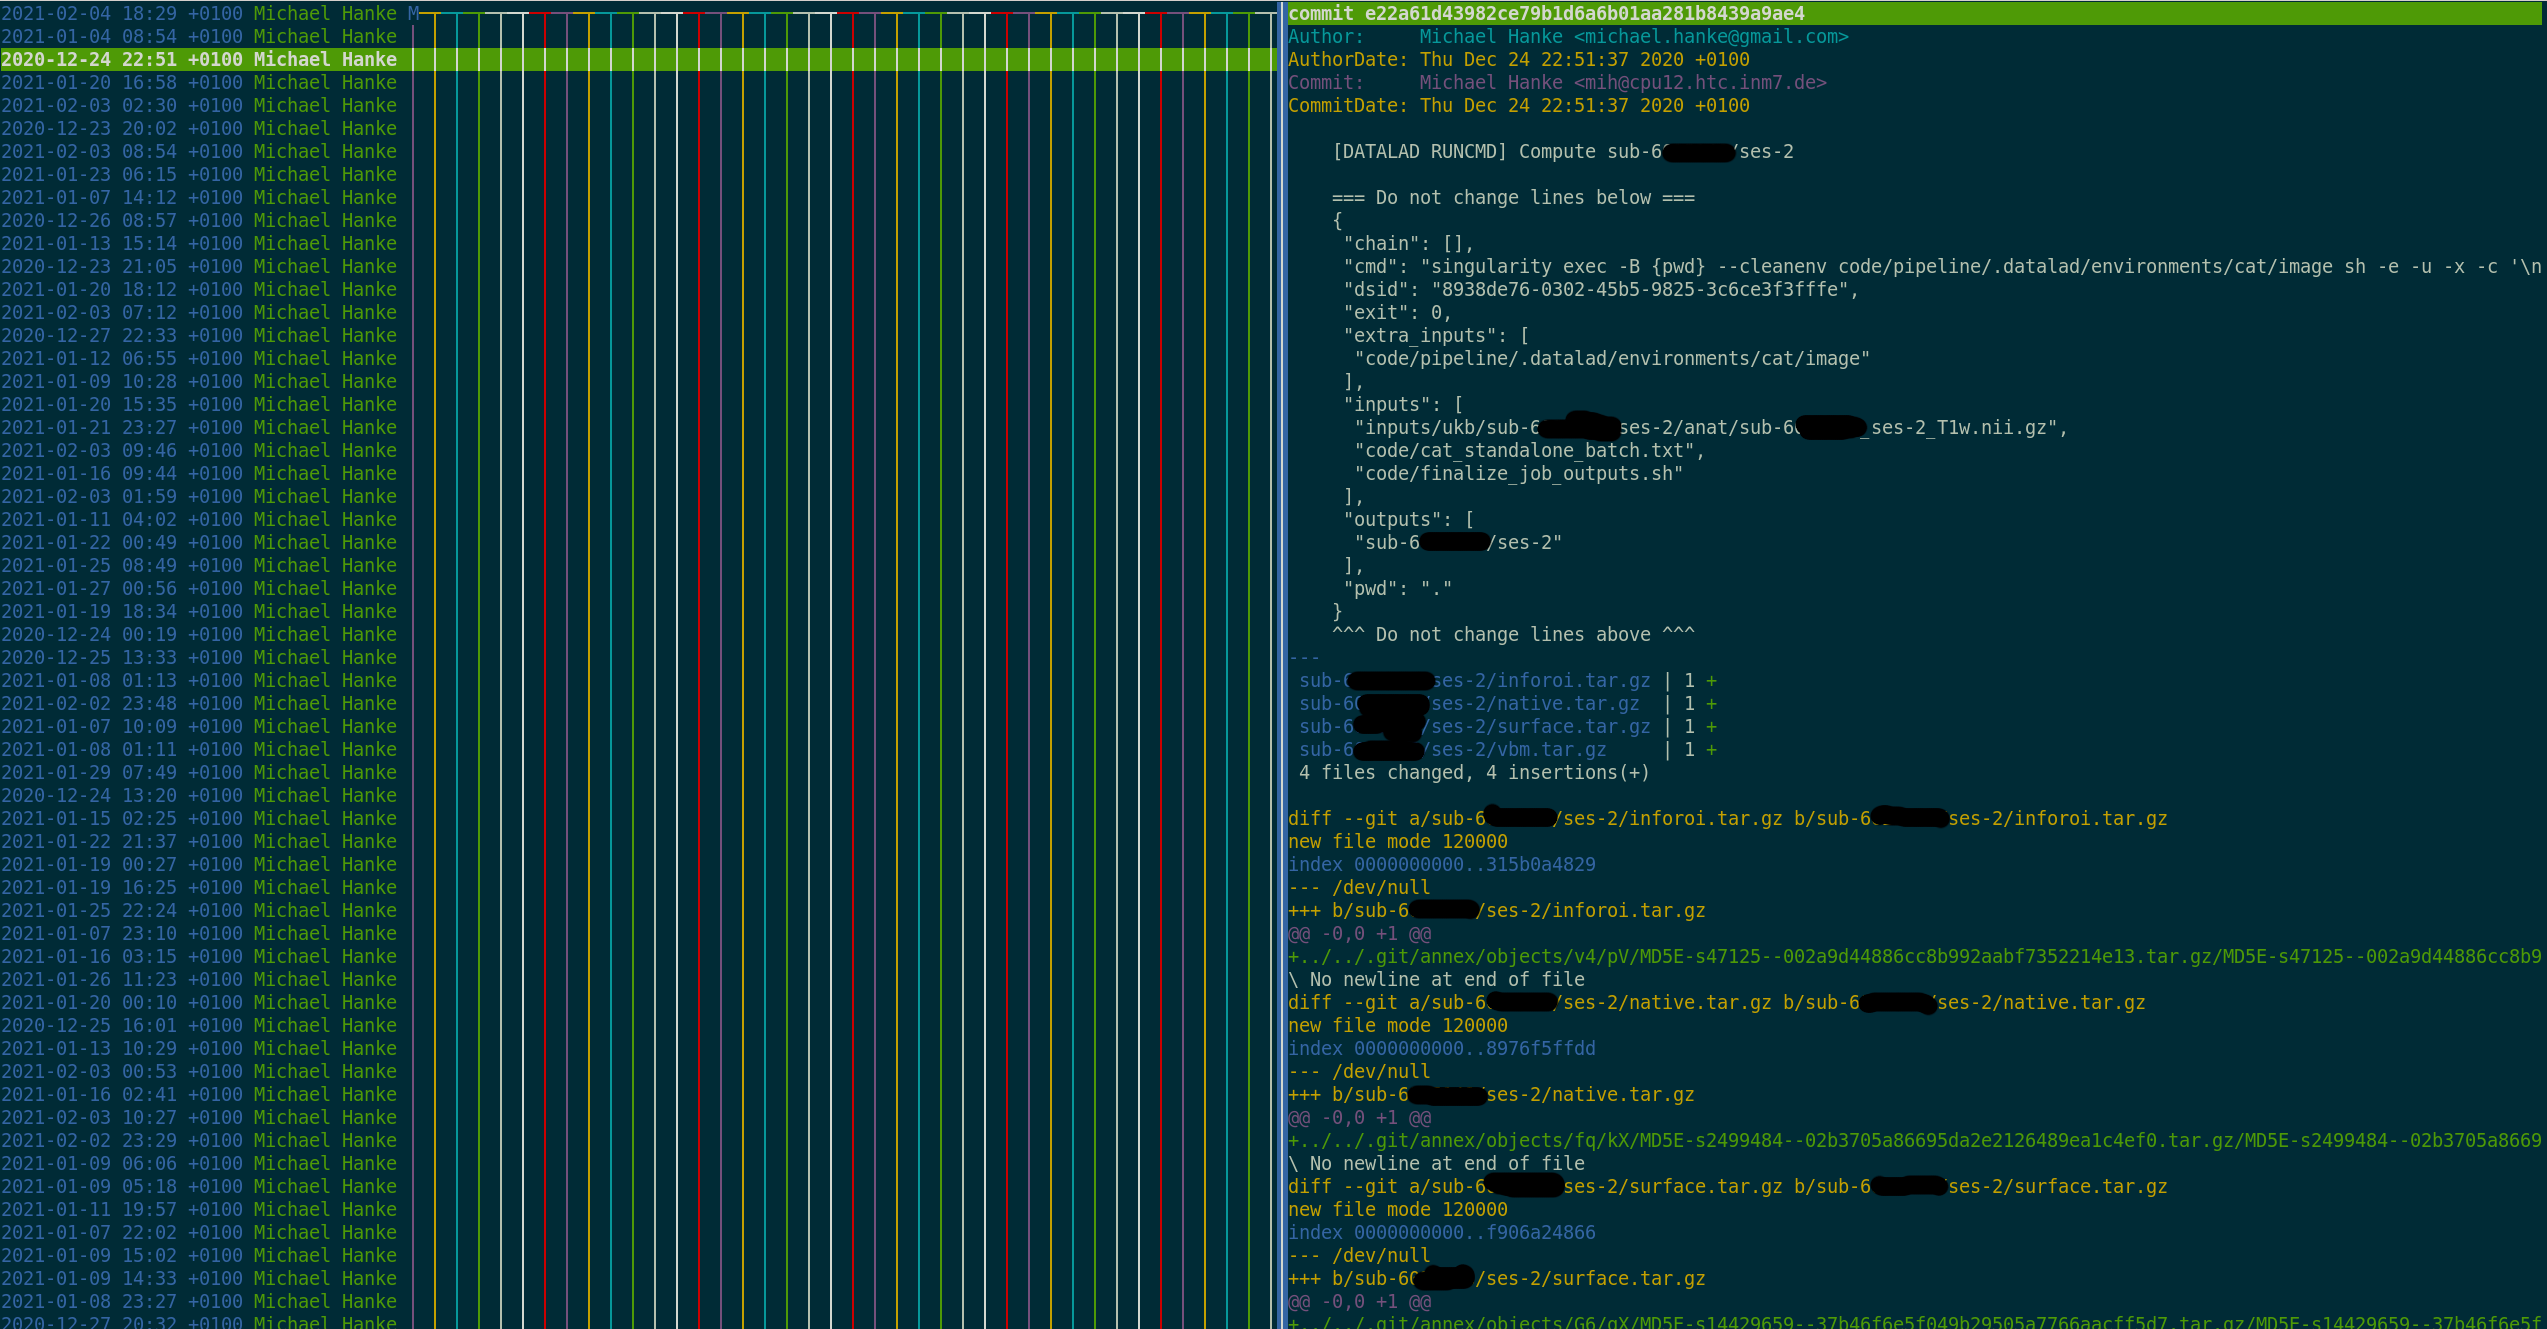 2021-02-04 18:29 +0100 Michael Hanke M
2021-01-04 08:54 +0100 Michael Hanke
2020-12-24 22:51 +0100 Michael Hanke
2021-01-20 16:58 +0100 Michael Hanke
2021-02-03 02:30 +0100 Michael Hanke
2020-12-23 20:02 +0100 Michael Hanke
2021-02-03 08:54 +0100 Michael Hanke
2021-01-23 06:15 +0100 Michael Hanke
2021-01-07 14:12 +0100 Michael Hanke
2020-12-26 08:57 +0100 Michael Hanke
2021-01-13 15:14 +0100 Michael Hanke
2020-12-23 21:05 +0100 Michael Hanke
2021-01-20 18:12 +0100 Michael Hanke
2021-02-03 07:12 +0100 Michael Hanke
2020-12-27 22:33 +0100 Michael Hanke
2021-01-12 06:55 +0100 Michael Hanke
2021-01-09 10:28 +0100 Michael Hanke
2021-01-20 15:35 +0100 Michael Hanke
2021-01-21 23:27 +0100 Michael Hanke
2021-02-03 09:46 +0100 Michael Hanke
2021-01-16 09:44 +0100 Michael Hanke
2021-02-03 01:59 +0100 Michael Hanke
2021-01-11 04:02 +0100 Michael Hanke
2021-01-22 00:49 +0100 Michael Hanke
2021-01-25 08:49 +0100 Michael Hanke
2021-01-27 00:56 +0100 Michael Hanke
2021-01-19 18:34 +0100 Michael Hanke
2020-12-24 00:19 +0100 Michael Hanke
2020-12-25 13:33 +0100 Michael Hanke
2021-01-08 01:13 +0100 Michael Hanke
2021-02-02 23:48 +0100 Michael Hanke
2021-01-07 10:09 +0100 Michael Hanke
2021-01-08 01:11 +0100 Michael Hanke
2021-01-29 07:49 +0100 Michael Hanke
2020-12-24 13:20 +0100 Michael Hanke
2021-01-15 02:25 +0100 Michael Hanke
2021-01-22 21:37 +0100 Michael Hanke
2021-01-19 00:27 +0100 Michael Hanke
2021-01-19 16:25 +0100 Michael Hanke
2021-01-25 22:24 +0100 Michael Hanke
2021-01-07 23:10 +0100 Michael Hanke
2021-01-16 03:15 +0100 Michael Hanke
2021-01-26 11:23 +0100 Michael Hanke
2021-01-20 00:10 +0100 Michael Hanke
2020-12-25 16:01 +0100 Michael Hanke
2021-01-13 10:29 +0100 Michael Hanke
2021-02-03 00:53 +0100 Michael Hanke
2021-01-16 02:41 +0100 Michael Hanke
2021-02-03 10:27 +0100 Michael Hanke
2021-02-02 23:29 +0100 Michael Hanke
2021-01-09 06:06 +0100 Michael Hanke
2021-01-09 05:18 +0100 Michael Hanke
2021-01-11 19:57 +0100 Michael Hanke
2021-01-07 22:02 +0100 Michael Hanke
2021-01-09 15:02 +0100 Michael Hanke
2021-01-09 14:33 +0100 Michael Hanke
2021-01-08 23:27 +0100 Michael Hanke
2020-12-27 20:32 +0100 Michael Hanke
commit e22a61d43982ce79b1d6a6b01aa281b8439a9ae4
Author:     Michael Hanke <michael.hanke@gmail.com>
AuthorDate: Thu Dec 24 22:51:37 2020 +0100
Commit:     Michael Hanke <mih@cpu12.htc.inm7.de>
CommitDate: Thu Dec 24 22:51:37 2020 +0100
[DATALAD RUNCMD] Compute sub-6 /ses-2
=== Do not change lines below ===
{
"chain": [],
"cmd": "singularity exec -B {pwd} --cleanenv code/pipeline/.datalad/environments/cat/image sh -e -u -x -c '\n
"dsid": "8938de76-0302-45b5-9825-3c6ce3f3fffe",
"exit": 0,
"extra_inputs": [
"code/pipeline/.datalad/environments/cat/image"
],
"inputs": [
"inputs/ukb/sub-6 ses-2/anat/sub-6 _ses-2_T1w.nii.gz",
"code/cat_standalone_batch.txt",
"code/finalize_job_outputs.sh"
],
"outputs": [
"sub-6 /ses-2"
],
"pwd": "."
}
^^^ Do not change lines above ^^^
---
sub- ses-2/inforoi.tar.gz | 1 +
sub-6 ses-2/native.tar.gz | 1 +
sub-6 /ses-2/surface.tar.gz | 1 +
sub-6 /ses-2/vbm.tar.gz | 1 +
4 files changed, 4 insertions(+)
diff --git a/sub-6 /ses-2/inforoi.tar.gz b/sub-6 ses-2/inforoi.tar.gz
new file mode 120000
index 0000000000..315b0a4829
--- /dev/null
+++ b/sub-6 /ses-2/inforoi.tar.gz
@@ -0,0 +1 @@
+../../.git/annex/objects/v4/pV/MD5E-s47125--002a9d44886cc8b992aabf7352214e13.tar.gz/MD5E-s47125--002a9d44886cc8b9
\ No newline at end of file
diff --git a/sub-6 /ses-2/native.tar.gz b/sub-6 ses-2/native.tar.gz
new file mode 120000
index 0000000000..8976f5ffdd
--- /dev/null
+++ b/sub-6 ses-2/native.tar.gz
@@ -0,0 +1 @@
+../../.git/annex/objects/fq/kX/MD5E-s2499484--02b3705a86695da2e2126489ea1c4ef0.tar.gz/MD5E-s2499484--02b3705a8669
\ No newline at end of file
diff --git a/sub-6 ses-2/surface.tar.gz b/sub-6 ses-2/surface.tar.gz
new file mode 120000
index 0000000000..f906a24866
--- /dev/null
+++ b/sub-60 /ses-2/surface.tar.gz
@@ -0,0 +1 @@
+../../.git/annex/objects/G6/gX/MD5E-s14429659--37b46f6e5f049b29505a7766aacff5d7.tar.gz/MD5E-s14429659--37b46f6e5f